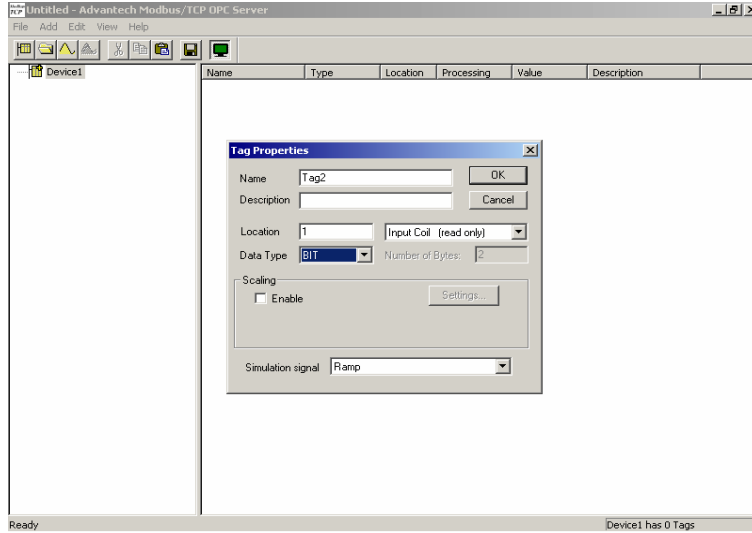 Untitled - Advantech Modbus/TCP OPC Server
File Add Edit View Help
Device1
Name Type Location Processing Value Description
Tag Properties
Name Tag2 OK
Description Cancel
Location 1 Input Coil (read only)
Data Type BIT Number of Bytes: 2
Scaling
Enable Settings...
Simulation signal Ramp
Ready Device1 has 0 Tags